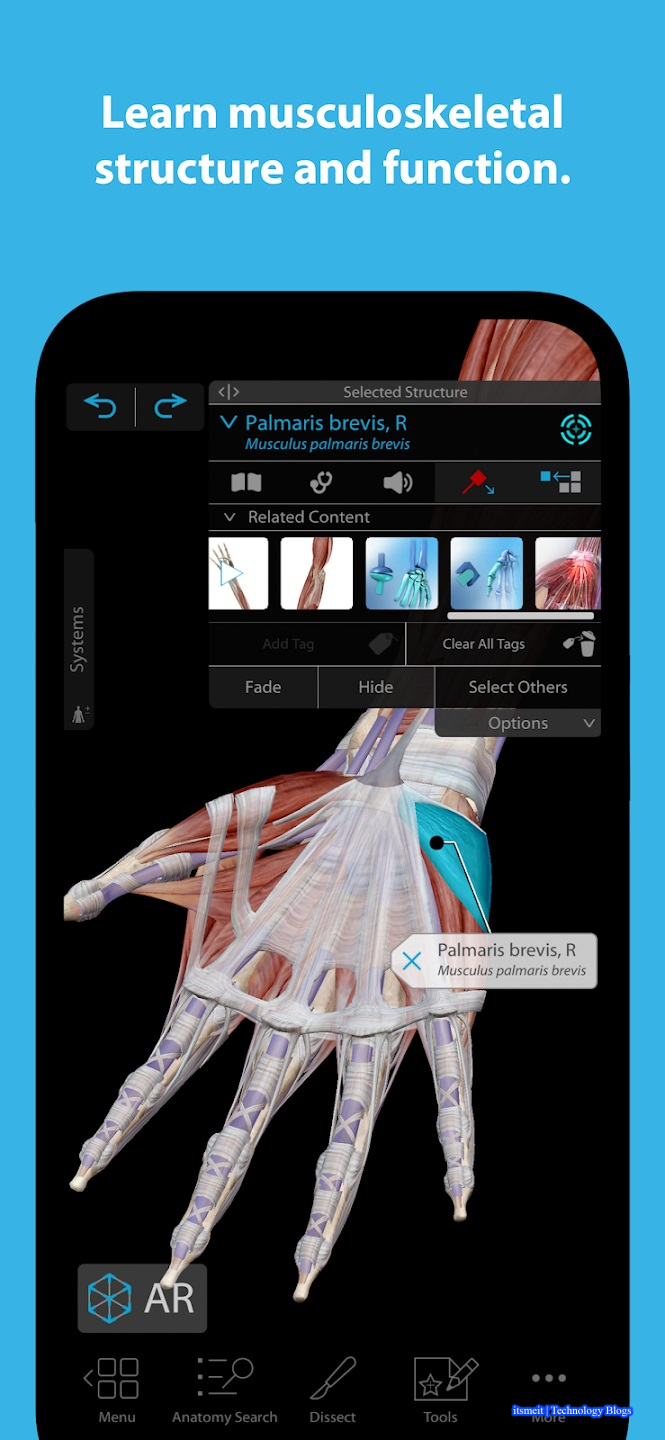 Learn musculoskeletal
structure and function.
Selected Structure
Palmaris brevis, R
Musculus palmaris brevis
Related Content
Systems
Add Tag
Clear All Tags
Fade
Hide
Select Others
Options
Palmaris brevis, R
Musculus palmaris brevis
AR
Menu
Anatomy Search
Dissect
Tools
More
itsmeit | Technology Blogs